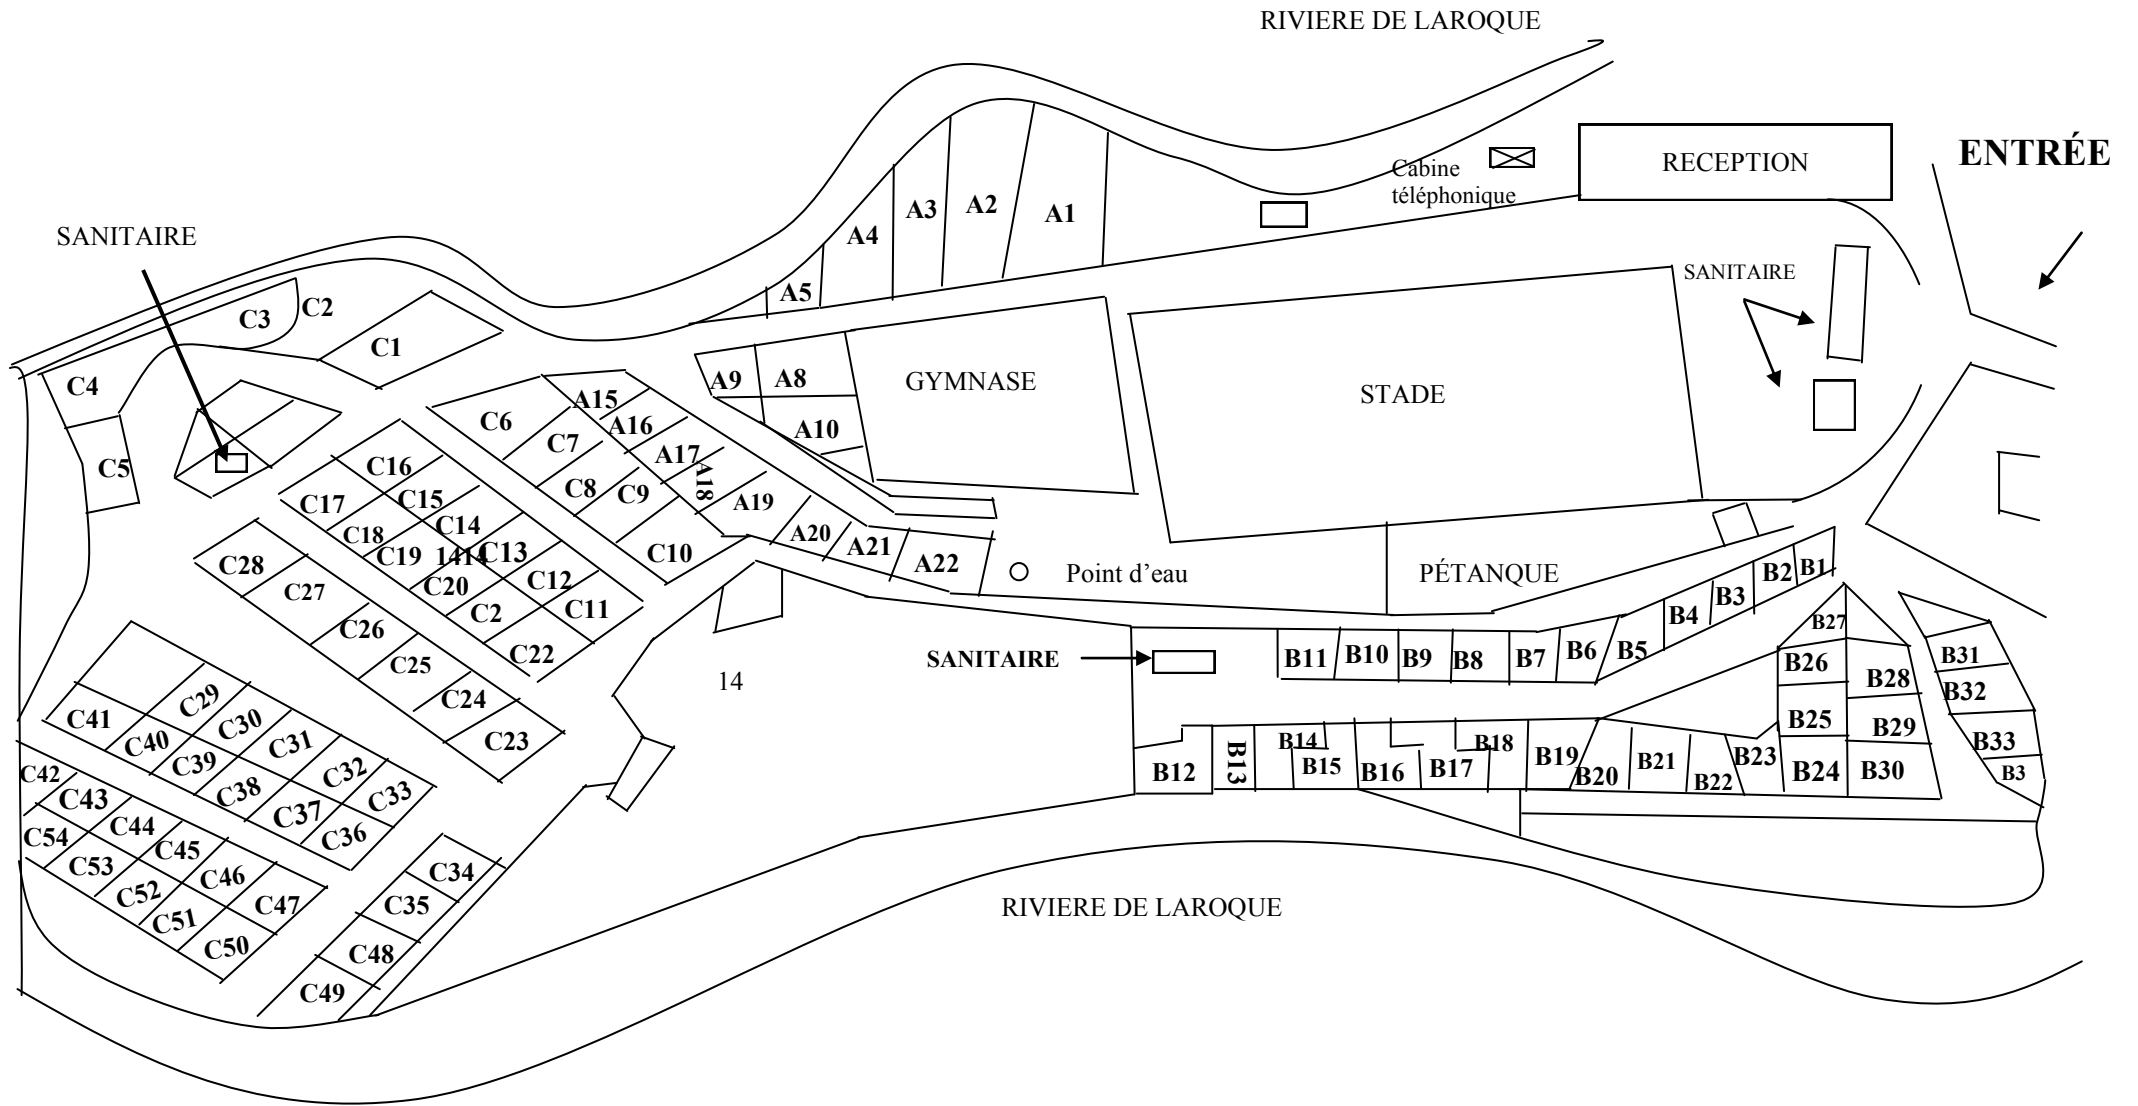 RIVIERE DE LAROQUE
ENTRÉE
RECEPTION
Cabine
téléphonique
SANITAIRE
A1
A2
A3
A4
A5
SANITAIRE
C3
C2
C1
C4
C5
A9
A8
A10
GYMNASE
STADE
C6
A15
C7
A16
A17
A18
C8
C9
A19
C10
A20
A21
A22
Point d’eau
PÉTANQUE
C16
C17
C15
C18
C14
C19
1414
C13
C20
C12
C2
C11
C22
C28
C27
C26
C25
C24
C23
B1
B2
B3
B4
B5
B6
B7
B8
B9
B10
B11
SANITAIRE
14
B27
B26
B28
B25
B29
B24
B30
B31
B32
B33
B3
B12
B13
B14
B15
B16
B17
B18
B19
B20
B21
B22
B23
C41
C40
C29
C39
C30
C38
C31
C37
C32
C36
C33
C42
C43
C44
C45
C46
C47
C54
C53
C52
C51
C50
C34
C35
C48
C49
RIVIERE DE LAROQUE